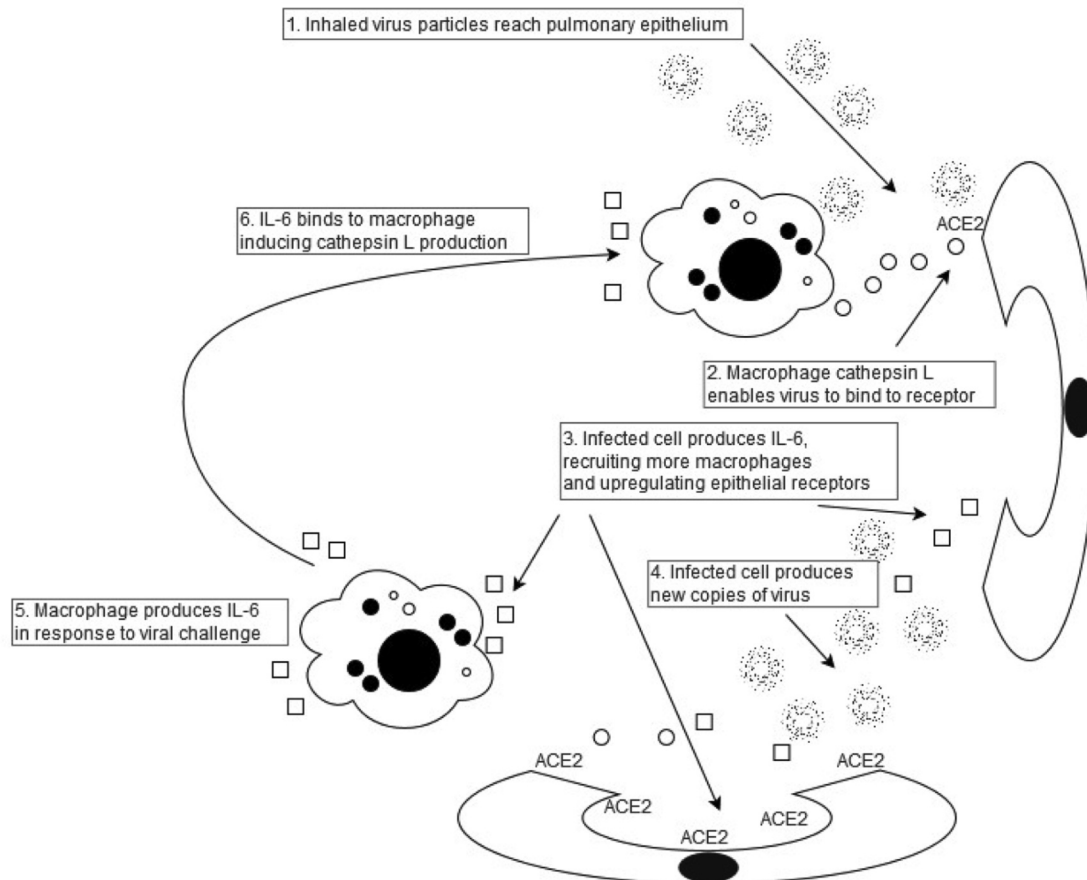 1. Inhaled virus particles reach pulmonary epithelium
6. IL-6 binds to macrophage
inducing cathepsin L production
ACE2
2. Macrophage cathepsin L
enables virus to bind to receptor
3. Infected cell produces IL-6,
recruiting more macrophages
and upregulating epithelial receptors
4. Infected cell produces
new copies of virus
5. Macrophage produces IL-6
in response to viral challenge
ACE2
ACE2
ACE2
ACE2
ACE2